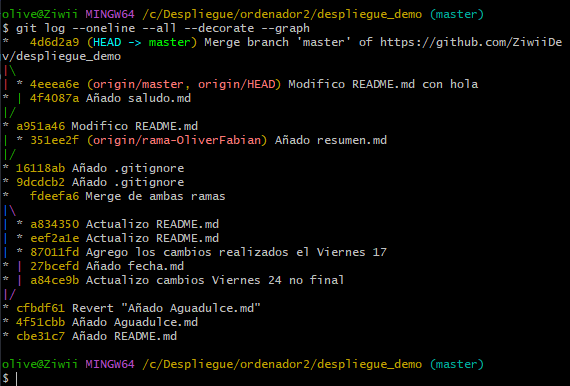 olive@Ziwii MINGW64 /c/Despliegue/ordenador2/despliegue_demo (master)
$ git log --oneline --all --decorate --graph
*   4d6d2a9 (HEAD -> master) Merge branch 'master' of https://github.com/ZiwiiDe
v/despliegue_demo
|\
| * 4eeea6e (origin/master, origin/HEAD) Modifico README.md con hola
* | 4f4087a Añado saludo.md
|/
* a951a46 Modifico README.md
| * 351ee2f (origin/rama-OliverFabian) Añado resumen.md
|/
* 16118ab Añado .gitignore
* 9dcdcb2 Añado .gitignore
*   fdeefa6 Merge de ambas ramas
|\
| * a834350 Actualizo README.md
| * eef2a1e Actualizo README.md
| * 87011fd Agrego los cambios realizados el Viernes 17
* | 27bcefd Añado fecha.md
* | a84ce9b Actualizo cambios Viernes 24 no final
|/
* cfbdf61 Revert "Añado Aguadulce.md"
* 4f51cbb Añado Aguadulce.md
* cbe31c7 Añado README.md
olive@Ziwii MINGW64 /c/Despliegue/ordenador2/despliegue_demo (master)
$